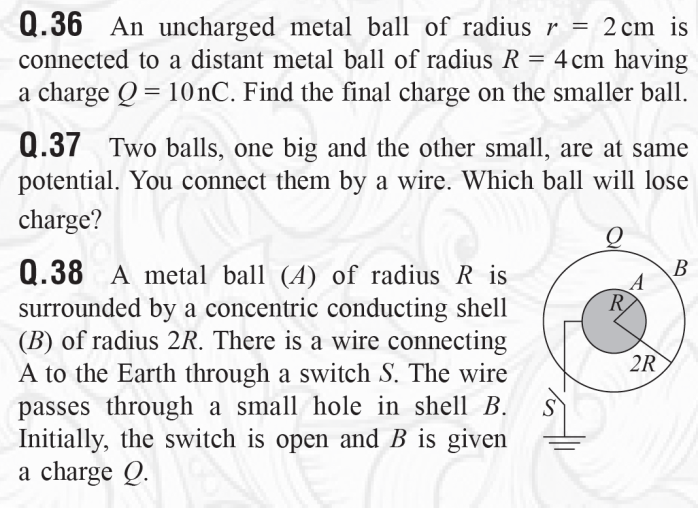 Q.36 An uncharged metal ball of radius r = 2 cm is
connected to a distant metal ball of radius R = 4 cm having
a charge Q = 10 nC. Find the final charge on the smaller ball.
Q.37 Two balls, one big and the other small, are at same
potential. You connect them by a wire. Which ball will lose
charge?
Q.38 A metal ball (A) of radius R is
surrounded by a concentric conducting shell
(B) of radius 2R. There is a wire connecting
A to the Earth through a switch S. The wire
passes through a small hole in shell B.
Initially, the switch is open and B is given
a charge Q.
Q
B
A
R
2R
S